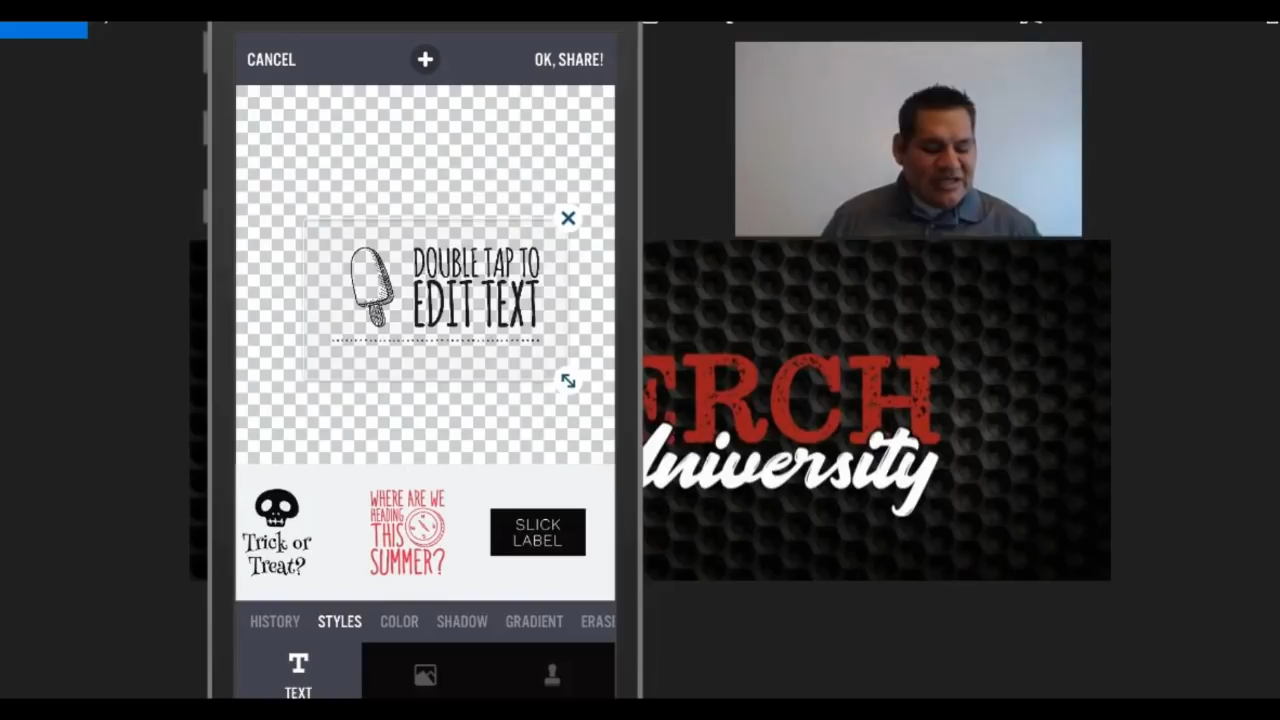 CANCEL
OK, SHARE!
DOUBLE TAP TO
EDIT TEXT
ERCH
University
Trick or
Treat?
WHERE ARE WE
HEADING
THIS
SUMMER?
SLICK
LABEL
HISTORY STYLES COLOR SHADOW GRADIENT ERASE
TEXT